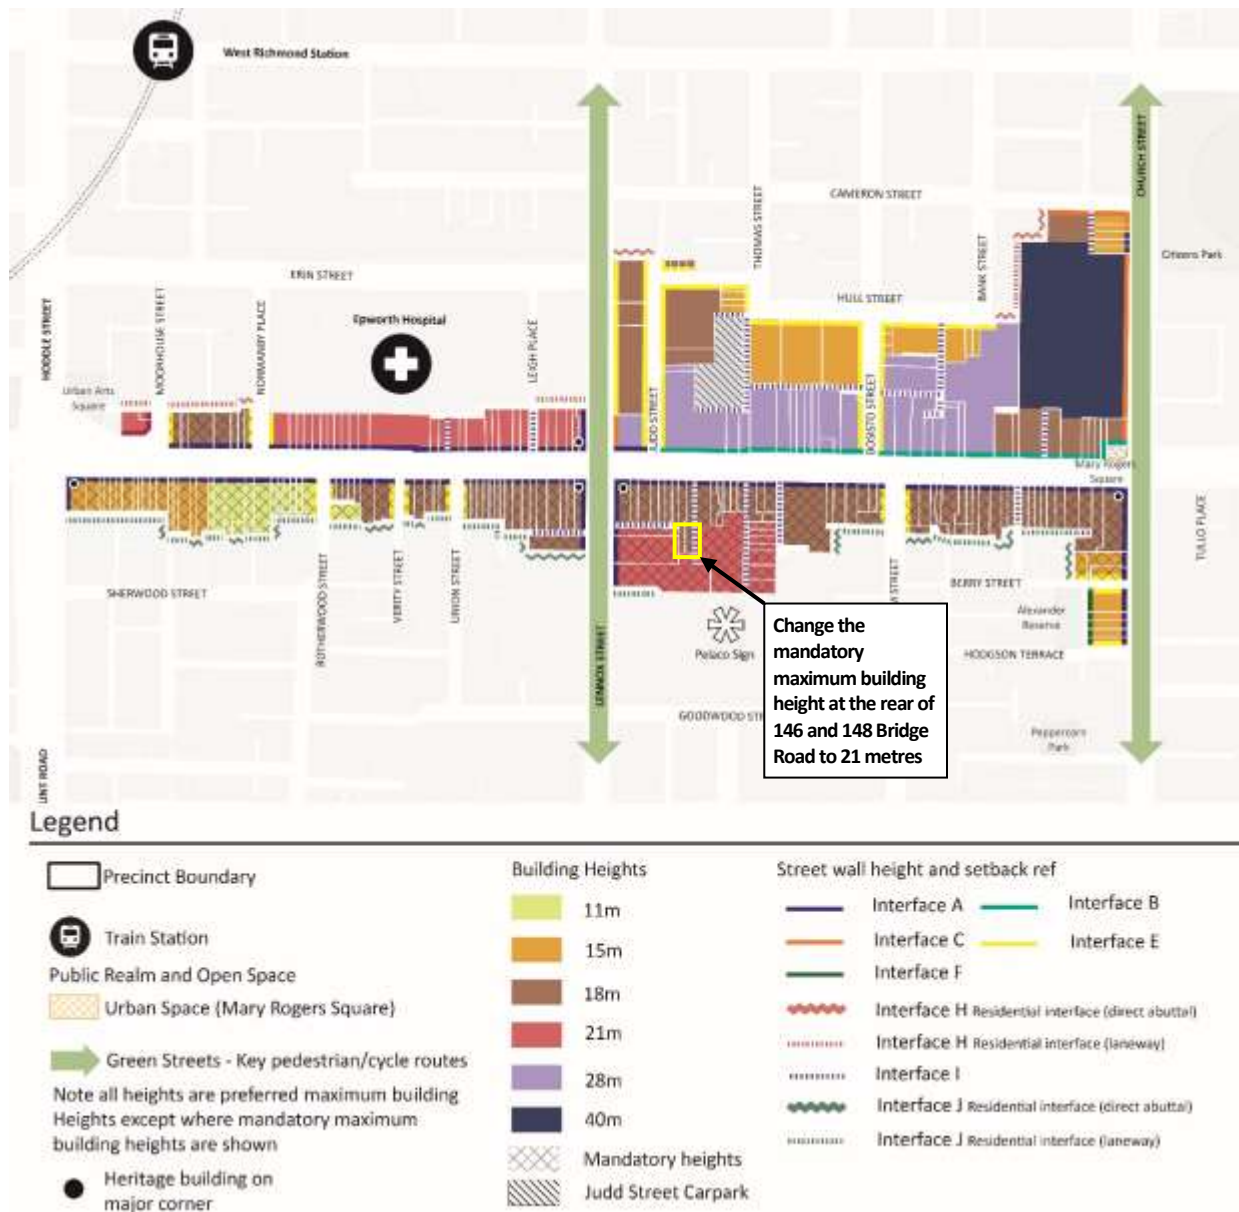 West Richmond Station
CHURCH STREET
CAMERON STREET
THOMAS STREET
BANK STREET
Citizens Park
ERIN STREET
HULL STREET
HODDLE STREET
MOORHOUSE STREET
NORMANBY PLACE
Epworth Hospital
LEIGH PLACE
Urban Arts
Square
JUDD STREET
BOSISTO STREET
Mary Rogers
Square
TULLO PLACE
SHERWOOD STREET
ROTHERWOOD STREET
VERITY STREET
UNION STREET
LENNOX STREET
BERRY STREET
M STREET
Alexander
Reserve
HODGSON TERRACE
Pelaco Sign
GOODWOOD ST
Peppercorn
Park
UNT ROAD
Change the
mandatory
maximum building
height at the rear of
146 and 148 Bridge
Road to 21 metres
Legend
Precinct Boundary
Train Station
Public Realm and Open Space
Urban Space (Mary Rogers Square)
Green Streets - Key pedestrian/cycle routes
Note all heights are preferred maximum building
Heights except where mandatory maximum
building heights are shown
Heritage building on
major corner
Building Heights
11m
15m
18m
21m
28m
40m
Mandatory heights
Judd Street Carpark
Street wall height and setback ref
Interface A
Interface B
Interface C
Interface E
Interface F
Interface H Residential interface (direct abuttal)
Interface H Residential interface (laneway)
Interface I
Interface J Residential interface (direct abuttal)
Interface J Residential interface (laneway)